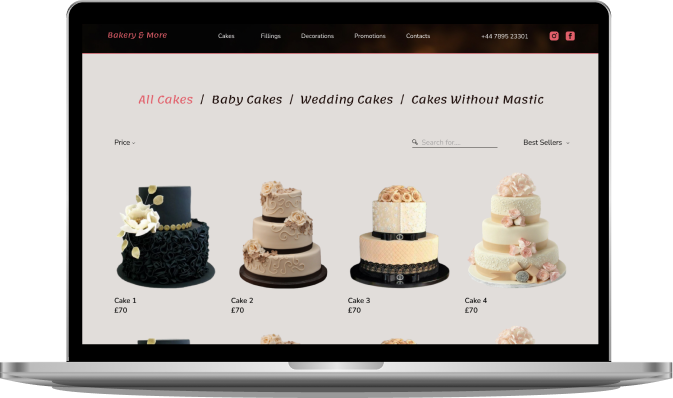 Bakery & More
Cakes Fillings Decorations Promotions Contacts +44 7895 23301
All Cakes / Baby Cakes / Wedding Cakes / Cakes Without Mastic
Price
Search for...
Best Sellers
Cake 1 Cake 2 Cake 3 Cake 4
£70 £70 £70 £70